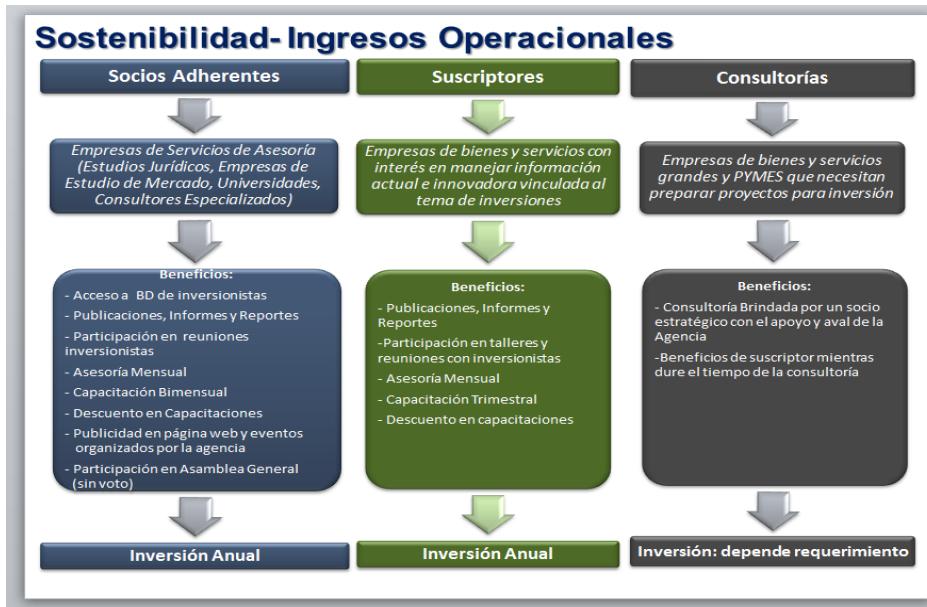 Sostenibilidad- Ingresos Operacionales
Socios Adherentes
Empresas de Servicios de Asesoría
(Estudios Jurídicos, Empresas de
Estudio de Mercado, Universidades,
Consultores Especializados)
Beneficios:
- Acceso a BD de inversionistas
- Publicaciones, Informes y Reportes
- Participación en reuniones
inversionistas
- Asesoría Mensual
- Capacitación Bimensual
- Descuento en Capacitaciones
- Publicidad en página web y eventos
organizados por la agencia
- Participación en Asamblea General
(sin voto)
Inversión Anual
Suscriptores
Empresas de bienes y servicios con
interés en manejar información
actual e innovadora vinculada al
tema de inversiones
Beneficios:
- Publicaciones, Informes y
Reportes
-Participación en talleres y
reuniones con inversionistas
- Asesoría Mensual
- Capacitación Trimestral
- Descuento en capacitaciones
Inversión Anual
Consultorías
Empresas de bienes y servicios
grandes y PYMES que necesitan
preparar proyectos para inversión
Beneficios:
- Consultoría Brindada por un socio
estratégico con el apoyo y aval de la
Agencia
-Beneficios de suscriptor mientras
dure el tiempo de la consultoría
Inversión: depende requerimiento